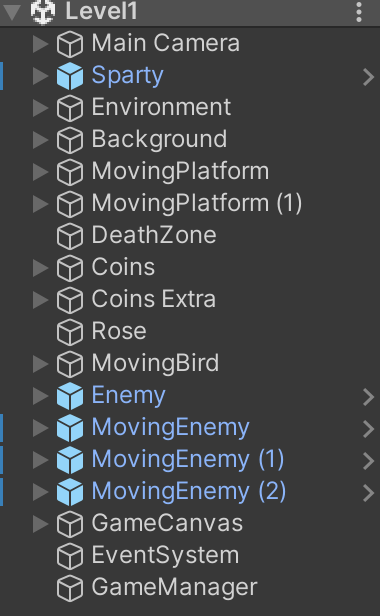 Level1
Main Camera
Sparty
Environment
Background
MovingPlatform
MovingPlatform (1)
DeathZone
Coins
Coins Extra
Rose
MovingBird
Enemy
MovingEnemy
MovingEnemy (1)
MovingEnemy (2)
GameCanvas
EventSystem
GameManager